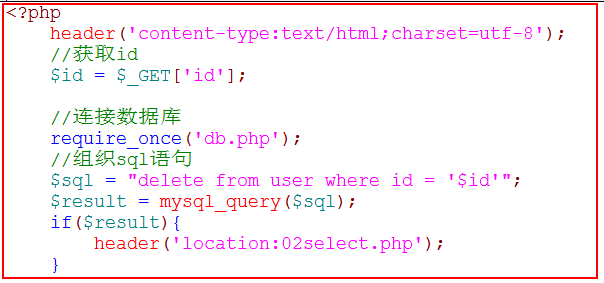 <?php
header('content-type:text/html;charset=utf-8');
//获取id
$id = $_GET['id'];
//连接数据库
require_once('db.php');
//组织sql语句
$sql = "delete from user where id = '$id'";
$result = mysql_query($sql);
if($result){
header('location:02select.php');
}